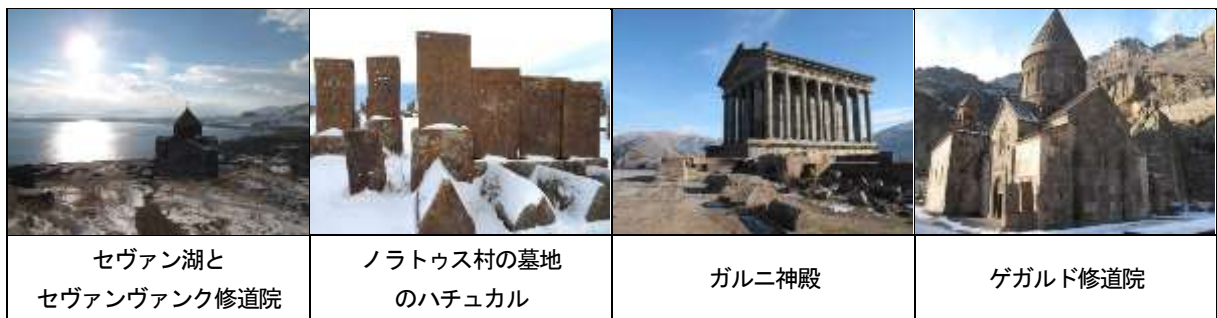 セヴァン湖と
セヴァンヴァンク修道院
ノラトゥス村の墓地
のハチュカル
ガルニ神殿
ゲガルド修道院